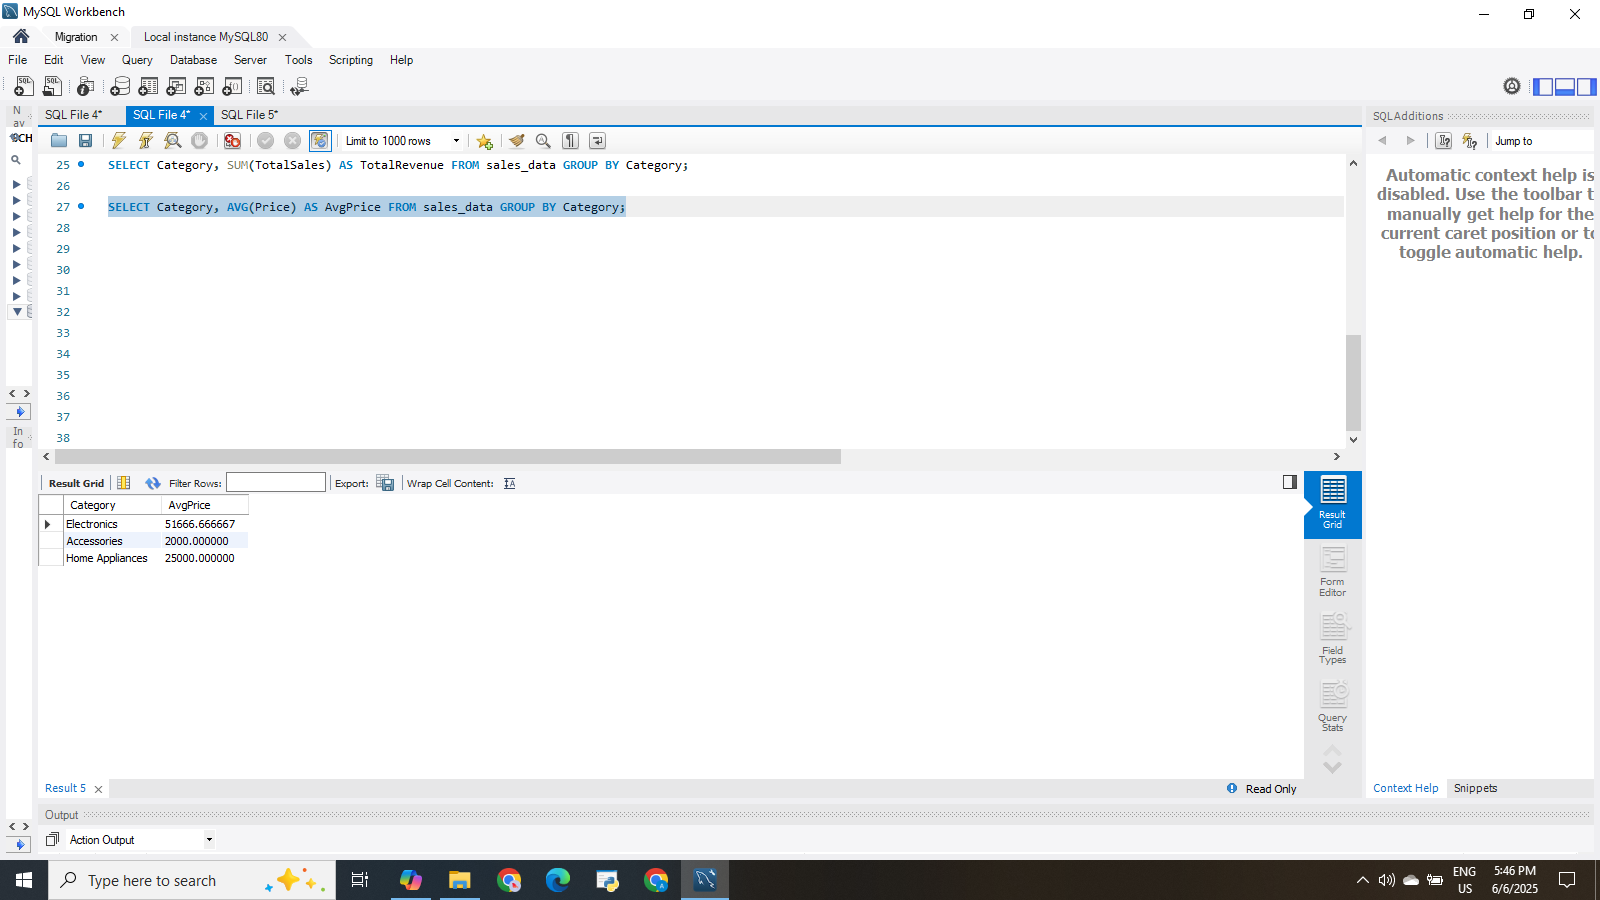 MySQL Workbench
Migration
Local instance MySQL80
File Edit View Query Database Server Tools Scripting Help
N
av
SQL File 4*
SQL File 4*
SQL File 5*
SQLAdditions
CH
Limit to 1000 rows
Jump to
25 SELECT Category, SUM(TotalSales) AS TotalRevenue FROM sales_data GROUP BY Category;
26
27 SELECT Category, AVG(Price) AS AvgPrice FROM sales_data GROUP BY Category;
28
29
30
31
32
33
34
35
36
37
38
Automatic context help is
disabled. Use the toolbar t
manually get help for the
current caret position or to
toggle automatic help.
In
fo
Result Grid Filter Rows: Export: Wrap Cell Content:
Category AvgPrice
Electronics 51666.666667
Accessories 2000.000000
Home Appliances 25000.000000
Result
Grid
Form
Editor
Field
Types
Query
Stats
Result 5
Read Only
Context Help Snippets
Output
Action Output
Type here to search
ENG
US
5:46 PM
6/6/2025